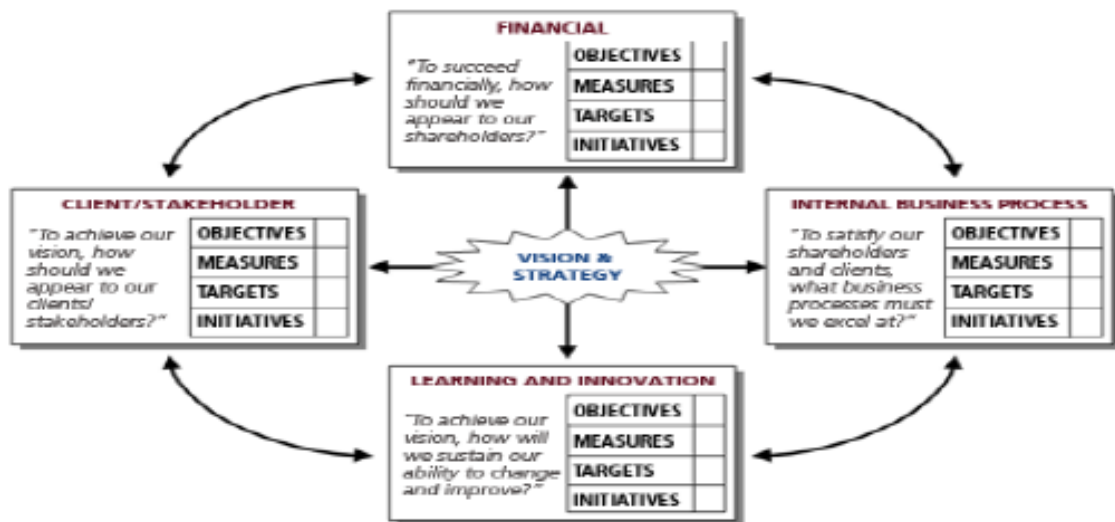 FINANCIAL
"To succeed
financially, how
should we
appear to our
shareholders?"
OBJECTIVES
MEASURES
TARGETS
INITIATIVES
CLIENT/STAKEHOLDER
"To achieve our
vision, how
should we
appear to our
clients/
stakeholders?"
OBJECTIVES
MEASURES
TARGETS
INITIATIVES
VISION &
STRATEGY
INTERNAL BUSINESS PROCESS
"To satisfy our
shareholders
and clients,
what business
processes must
we excel at?"
OBJECTIVES
MEASURES
TARGETS
INITIATIVES
LEARNING AND INNOVATION
"To achieve our
vision, how will
we sustain our
ability to change
and improve?"
OBJECTIVES
MEASURES
TARGETS
INITIATIVES